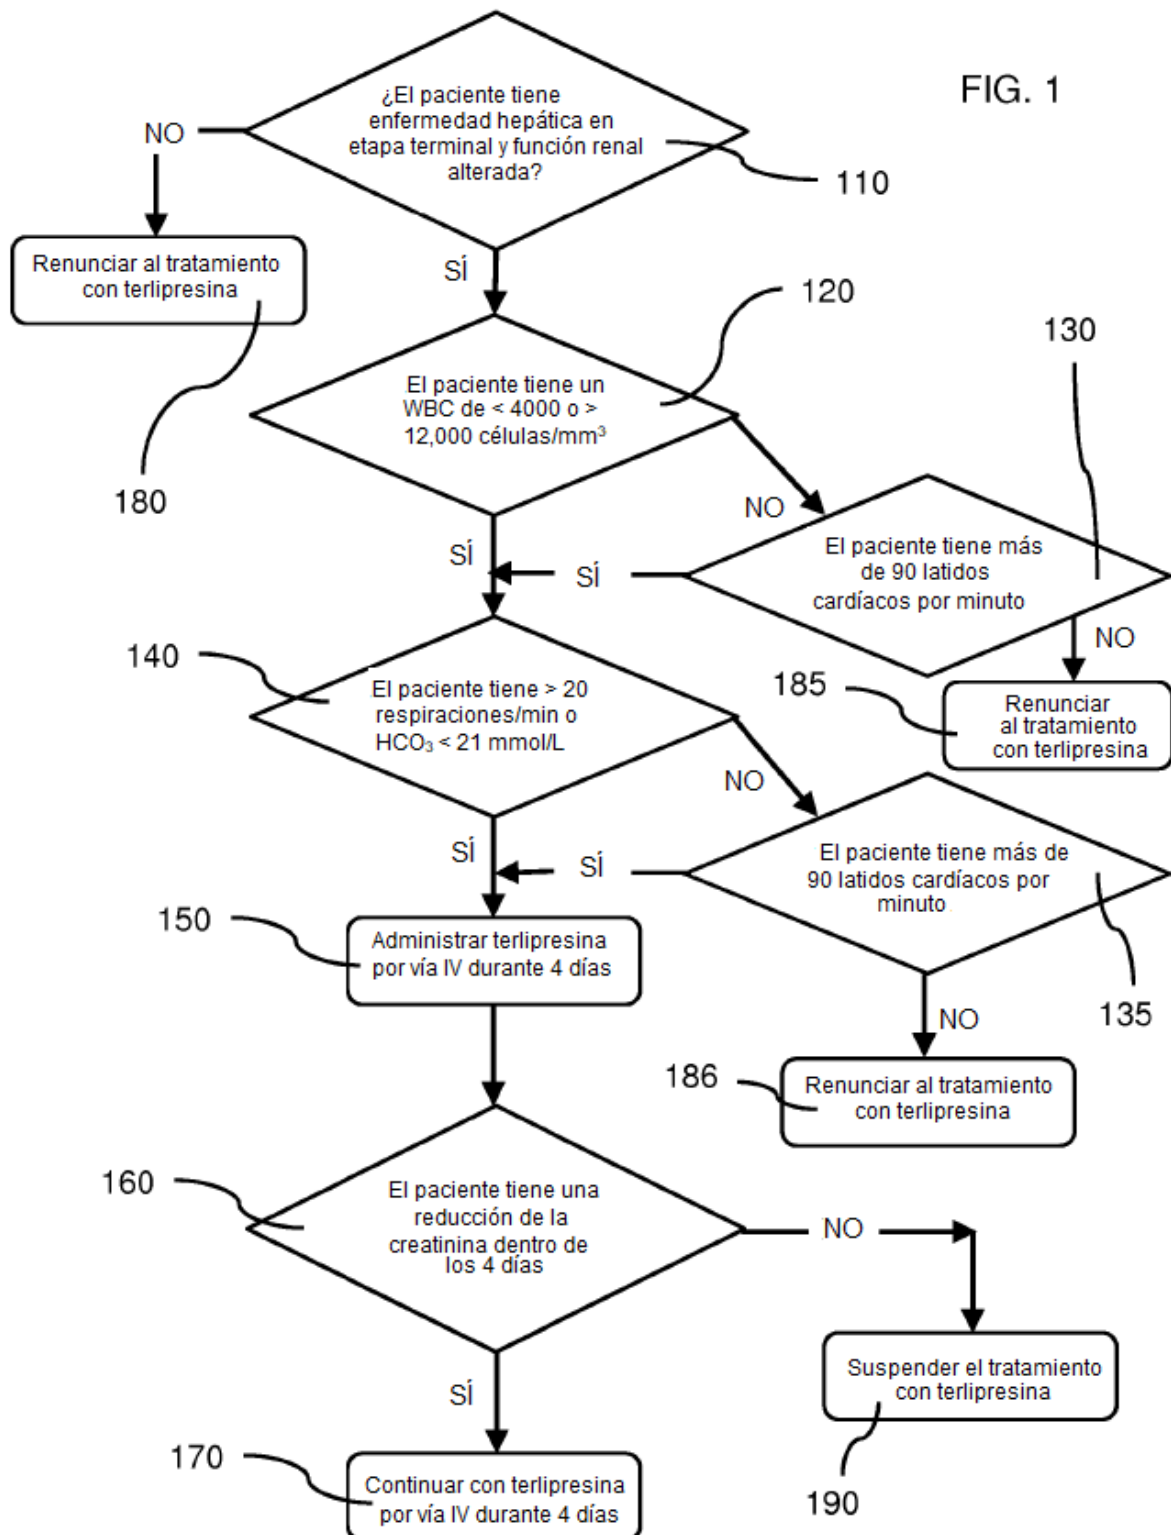 FIG. 1
¿El paciente tiene
enfermedad hepática en
etapa terminal y función renal
alterada?
110
NO
Renunciar al tratamiento
con terlipresina
180
SÍ
120
El paciente tiene un
WBC de < 4000 o >
12,000 células/mm³
130
NO
SÍ
El paciente tiene más
de 90 latidos
cardíacos por minuto
SÍ
NO
185
Renunciar
al tratamiento
con terlipresina
140
El paciente tiene > 20
respiraciones/min o
HCO₃ < 21 mmol/L
NO
SÍ
El paciente tiene más de
90 latidos cardíacos por
minuto
SÍ
135
NO
186
Renunciar al tratamiento
con terlipresina
150
Administrar terlipresina
por vía IV durante 4 días
160
El paciente tiene una
reducción de la
creatinina dentro de
los 4 días
NO
Suspender el tratamiento
con terlipresina
190
SÍ
170
Continuar con terlipresina
por vía IV durante 4 días